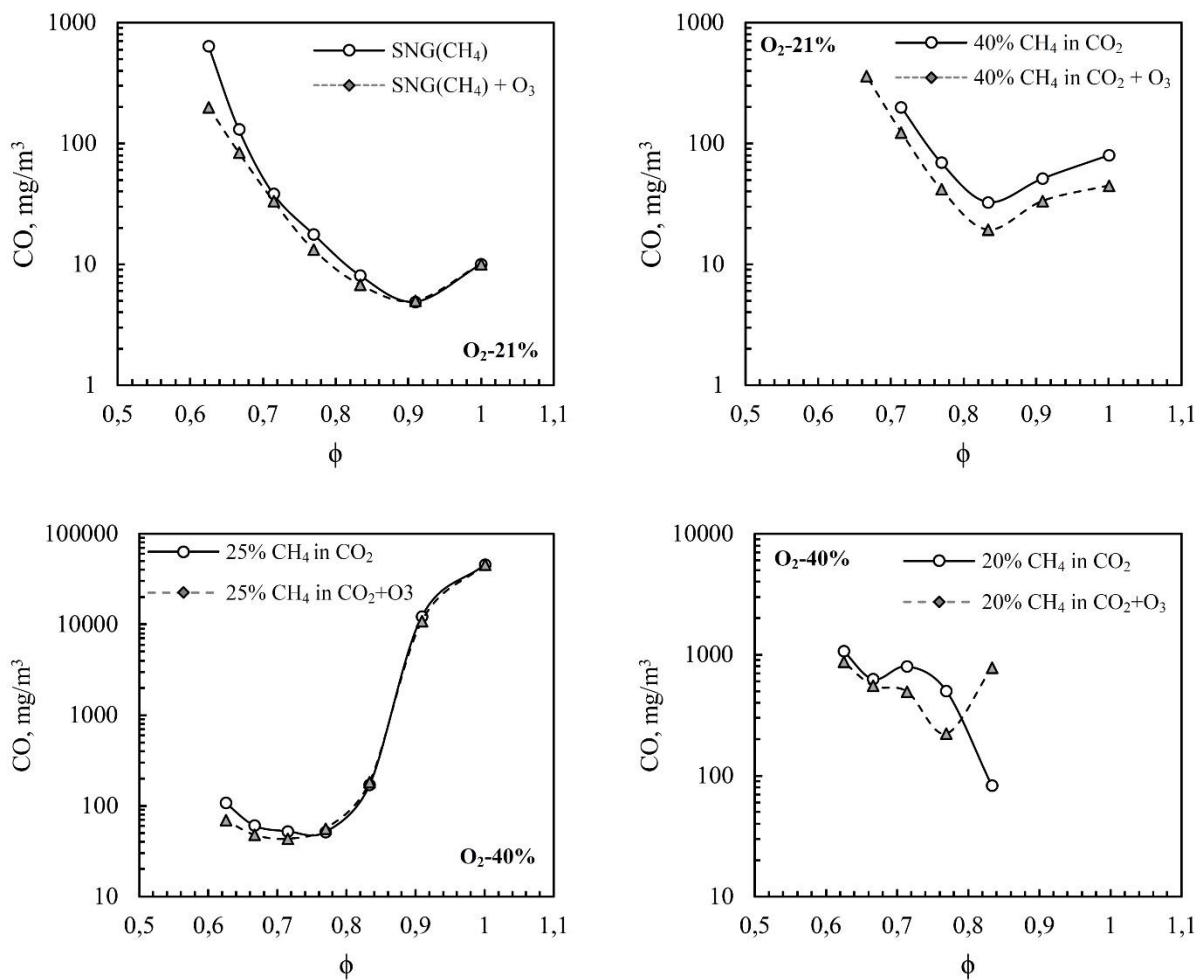 1000
100
10
1
CO, mg/m³
SNG(CH₄)
SNG(CH₄) + O₃
O₂-21%
0,5 0,6 0,7 0,8 0,9 1 1,1
ϕ
1000
100
10
1
CO, mg/m³
O₂-21%
40% CH₄ in CO₂
40% CH₄ in CO₂ + O₃
0,5 0,6 0,7 0,8 0,9 1 1,1
ϕ
100000
10000
1000
100
10
CO, mg/m³
25% CH₄ in CO₂
25% CH₄ in CO₂+O3
O₂-40%
0,5 0,6 0,7 0,8 0,9 1 1,1
ϕ
10000
1000
100
10
CO, mg/m³
O₂-40%
20% CH₄ in CO₂
20% CH₄ in CO₂+O₃
0,5 0,6 0,7 0,8 0,9 1 1,1
ϕ